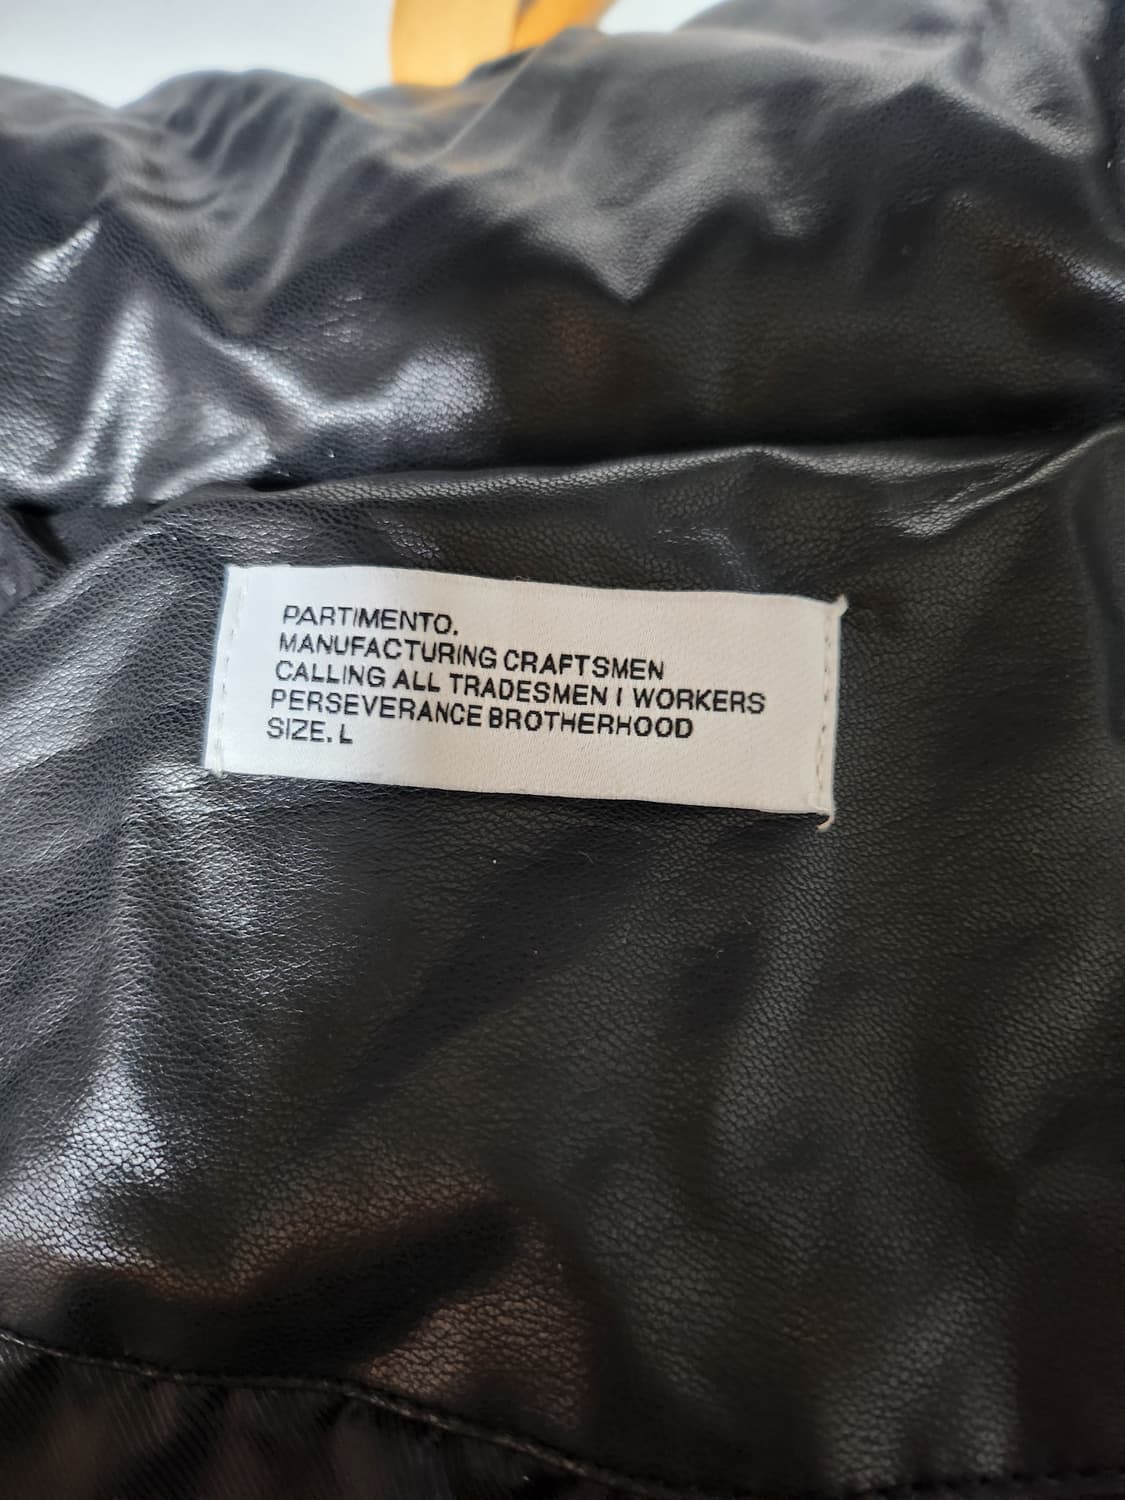 PARTIMENTO.
MANUFACTURING CRAFTSMEN
CALLING ALL TRADESMEN I WORKERS
PERSEVERANCE BROTHERHOOD
SIZE. L